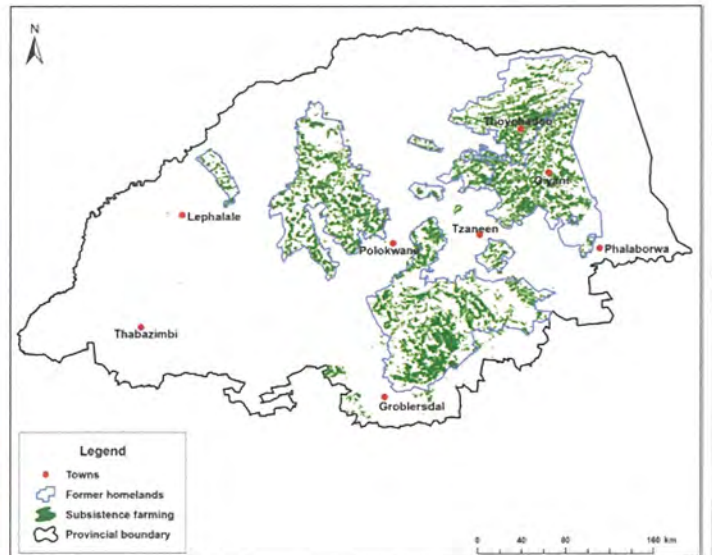 N
Thoyohadoo
Giyani
Lephalale
Tzaneen
Polokwane
Phalaborwa
Thabazimbi
Groblersdal
Legend
Towns
Former homelands
Subsistence farming
Provincial boundary
0 40 80 160 km